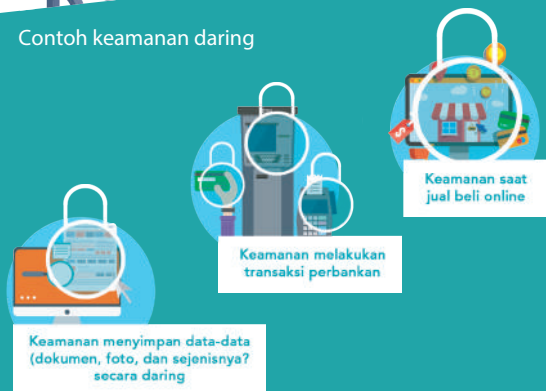 Contoh keamanan daring
Keamanan saat
jual beli online
Keamanan melakukan
transaksi perbankan
Keamanan menyimpan data-data
(dokumen, foto, dan sejenisnya?
secara daring